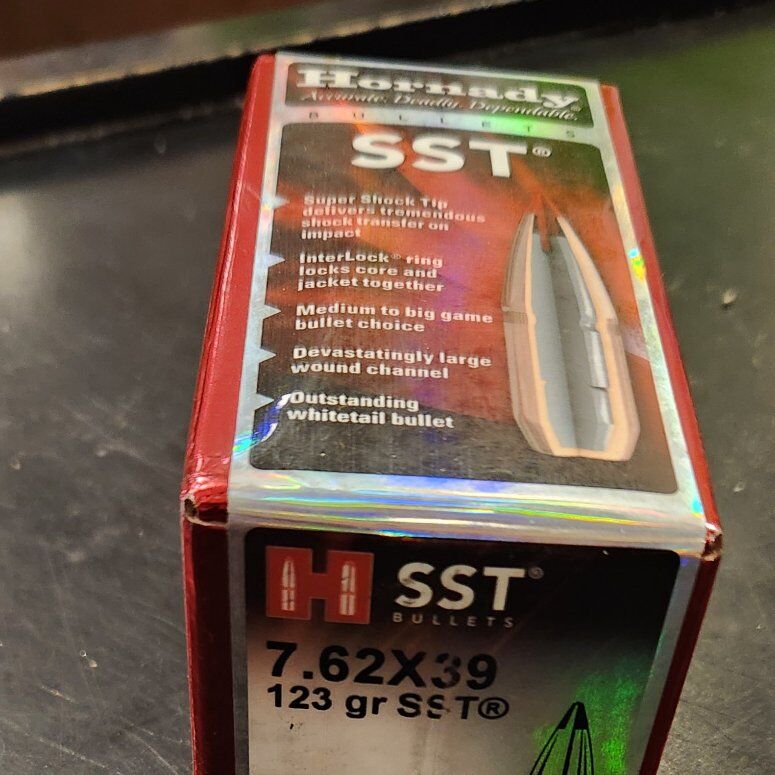 Hornady®
Accurate. Deadly. Dependable.
BULLETS
SST®
Super Shock Tip
delivers tremendous
shock transfer on
impact
InterLock® ring
locks core and
jacket together
Medium to big game
bullet choice
Devastatingly large
wound channel
Outstanding
whitetail bullet
H SST®
BULLETS
7.62X39
123 gr SST®